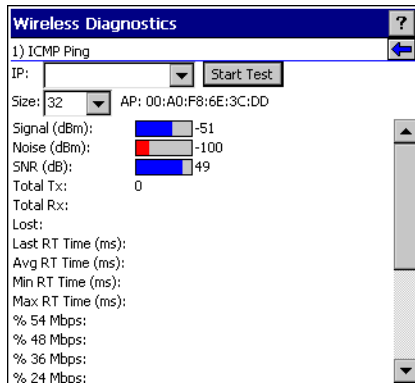 Wireless Diagnostics ?
1) ICMP Ping
IP: Start Test
Size: 32 AP: 00:A0:F8:6E:3C:DD
Signal (dBm): -51
Noise (dBm): -100
SNR (dB): 49
Total Tx: 0
Total Rx:
Lost:
Last RT Time (ms):
Avg RT Time (ms):
Min RT Time (ms):
Max RT Time (ms):
% 54 Mbps:
% 48 Mbps:
% 36 Mbps:
% 24 Mbps: